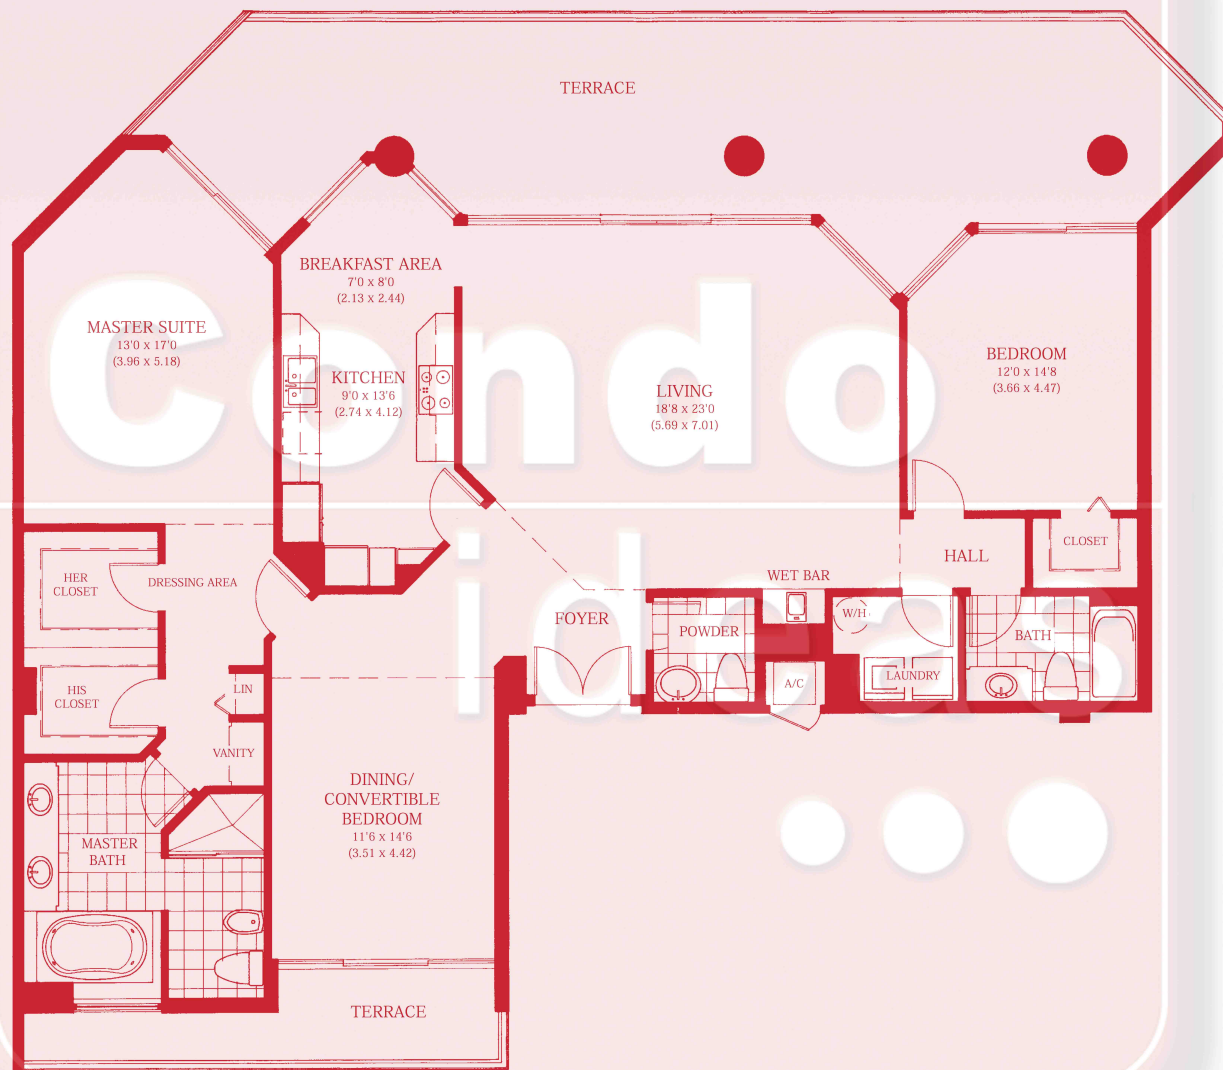 TERRACE
BREAKFAST AREA
7'0 x 8'0
(2.13 x 2.44)
MASTER SUITE
13'0 x 17'0
(3.96 x 5.18)
KITCHEN
9'0 x 13'6
(2.74 x 4.12)
LIVING
18'8 x 23'0
(5.69 x 7.01)
BEDROOM
12'0 x 14'8
(3.66 x 4.47)
Condo
ideas
HER
CLOSET
DRESSING AREA
HALL
CLOSET
WET BAR
FOYER
POWDER
W/H
BATH
HIS
CLOSET
LIN
A/C
LAUNDRY
VANITY
DINING/
CONVERTIBLE
BEDROOM
11'6 x 14'6
(3.51 x 4.42)
MASTER
BATH
TERRACE